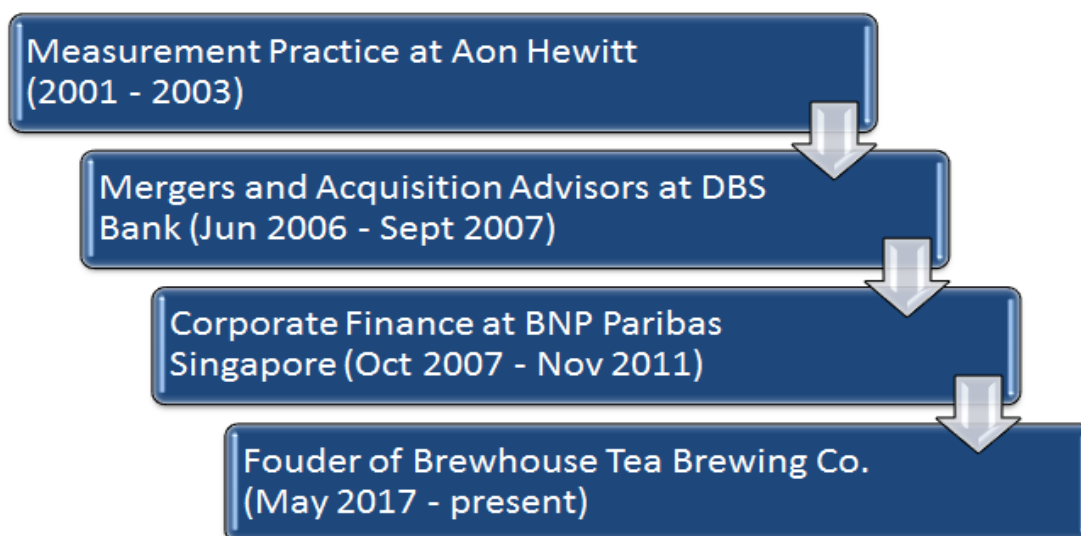 Measurement Practice at Aon Hewitt
(2001 - 2003)
Mergers and Acquisition Advisors at DBS
Bank (Jun 2006 - Sept 2007)
Corporate Finance at BNP Paribas
Singapore (Oct 2007 - Nov 2011)
Fouder of Brewhouse Tea Brewing Co.
(May 2017 - present)